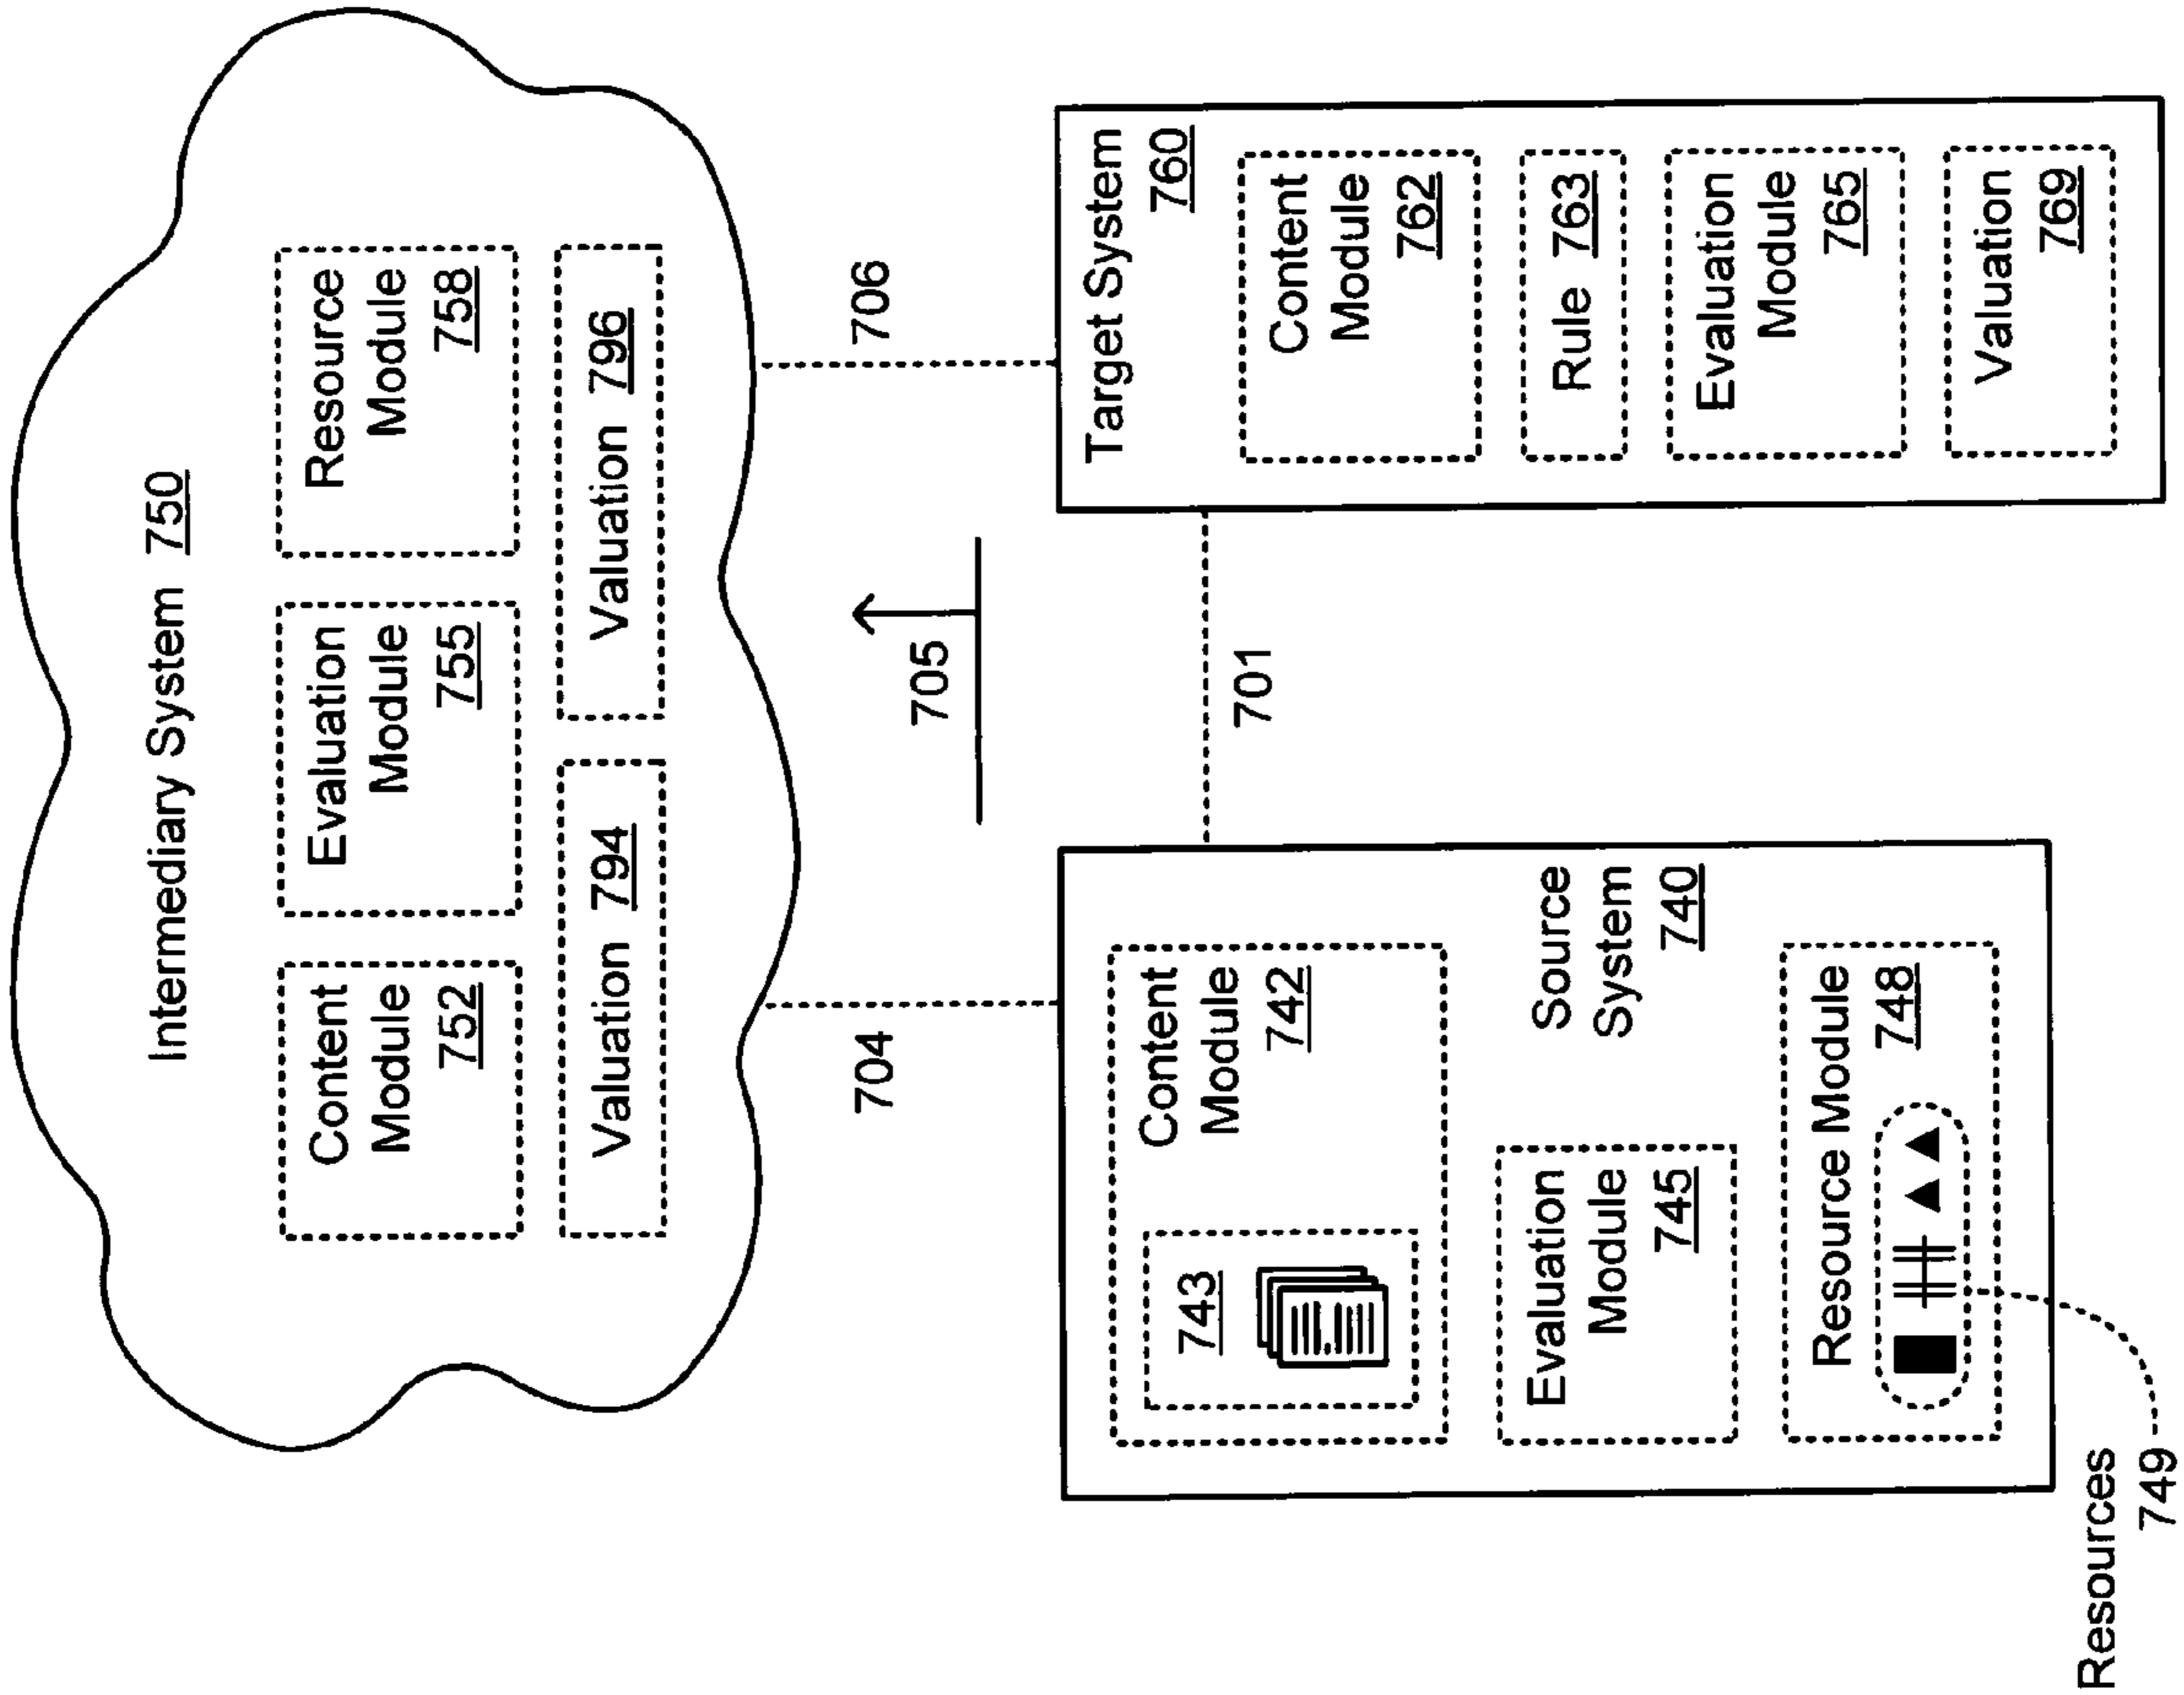 Intermediary System 750
Content
Module
752
Evaluation
Module
755
Resource
Module
758
Valuation 794
Valuation 796
704
705
706
701
Content
Module
742
743
Source
System
740
Evaluation
Module
745
Resource Module
748
Resources
749
Target System
760
Content
Module
762
Rule 763
Evaluation
Module
765
Valuation
769